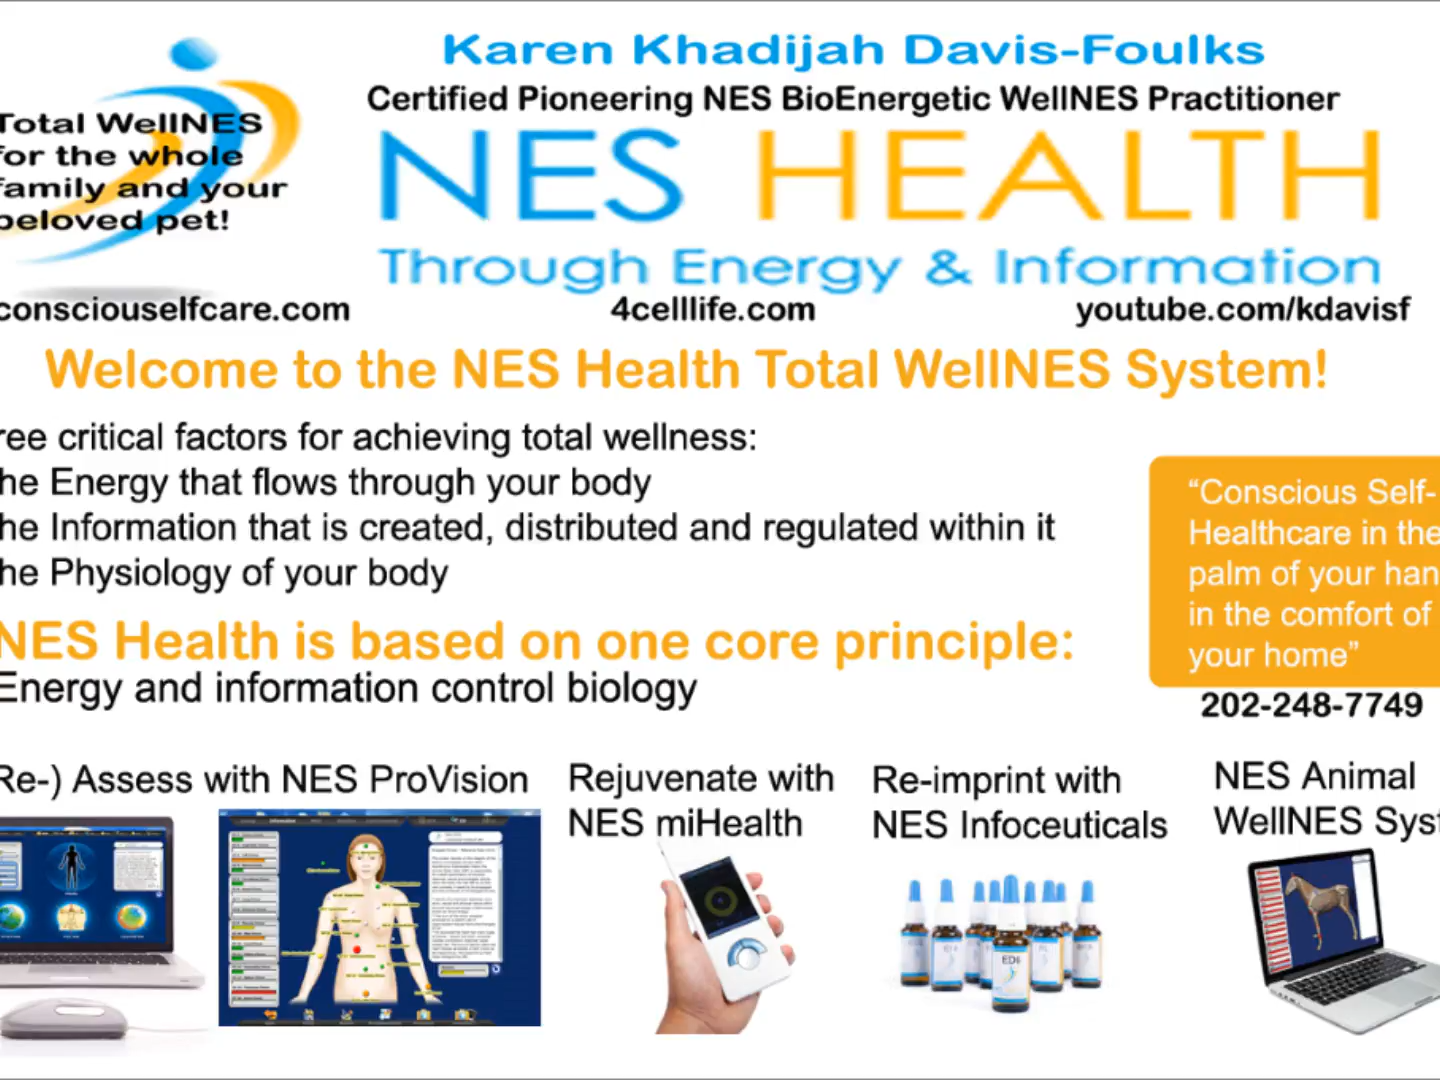 Karen Khadijah Davis-Foulks
Certified Pioneering NES BioEnergetic WellNES Practitioner
Total WellNES
for the whole
family and your
beloved pet!
NES HEALTH
Through Energy & Information
consciouselfcare.com
4celllife.com
youtube.com/kdavisf
Welcome to the NES Health Total WellNES System!
ree critical factors for achieving total wellness:
he Energy that flows through your body
he Information that is created, distributed and regulated within it
he Physiology of your body
“Conscious Self-
Healthcare in the
palm of your han
in the comfort of
your home”
202-248-7749
NES Health is based on one core principle:
Energy and information control biology
Re-) Assess with NES ProVision
Rejuvenate with
NES miHealth
Re-imprint with
NES Infoceuticals
NES Animal
WellNES Syst